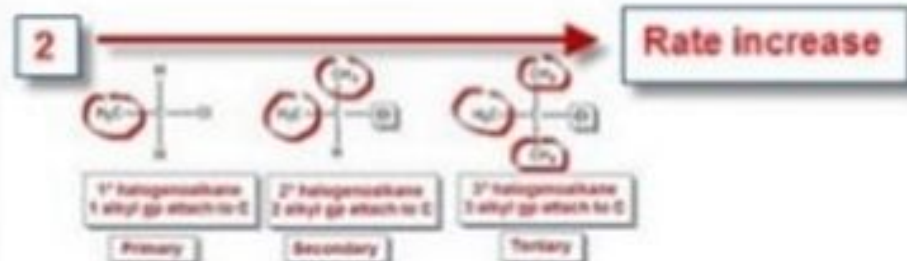 2
Rate increase
H
CH₃
CH₃
H₃C
Cl
H₃C
Cl
H₃C
Cl
H
H
CH₃
1° halogenoalkane
1 alkyl gp attach to C
2° halogenoalkane
2 alkyl gp attach to C
3° halogenoalkane
3 alkyl gp attach to C
Primary
Secondary
Tertiary